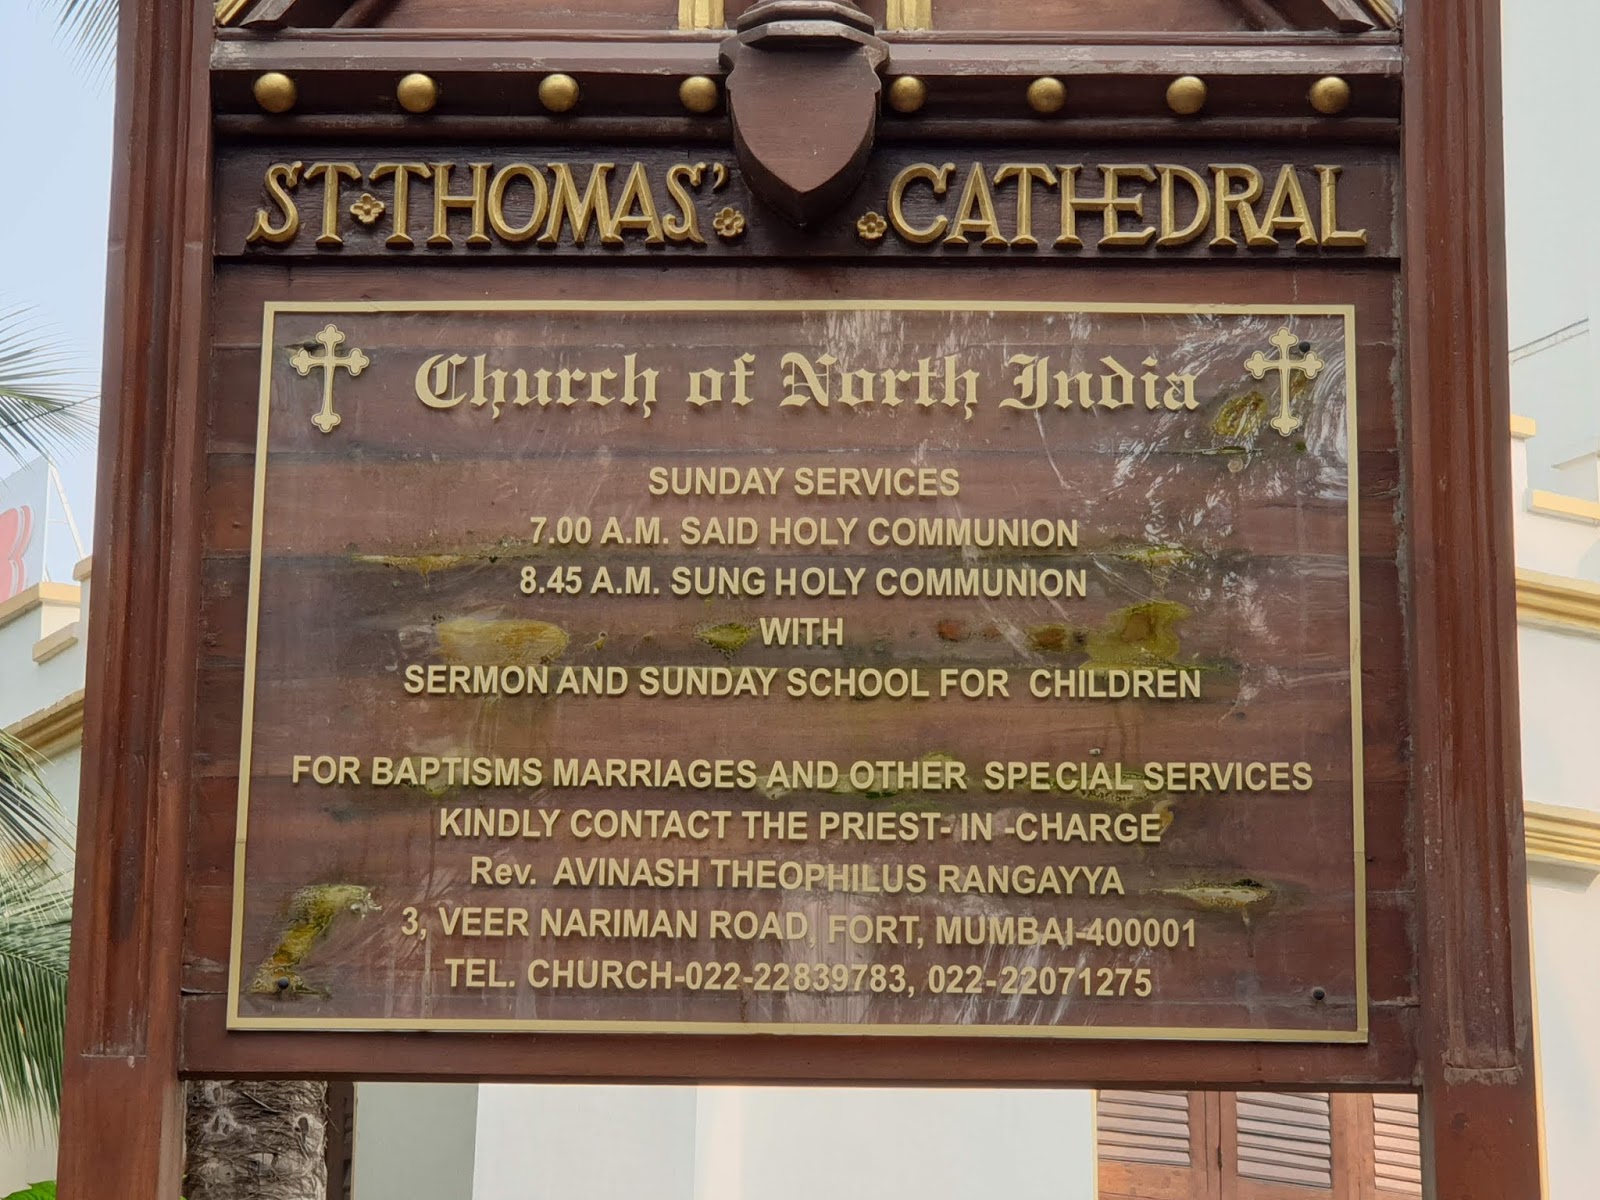 ST THOMAS' CATHEDRAL
Church of North India
SUNDAY SERVICES
7.00 A.M. SAID HOLY COMMUNION
8.45 A.M. SUNG HOLY COMMUNION
WITH
SERMON AND SUNDAY SCHOOL FOR CHILDREN
FOR BAPTISMS MARRIAGES AND OTHER SPECIAL SERVICES
KINDLY CONTACT THE PRIEST- IN -CHARGE
Rev. AVINASH THEOPHILUS RANGAYYA
3, VEER NARIMAN ROAD, FORT, MUMBAI-400001
TEL. CHURCH-022-22839783, 022-22071275